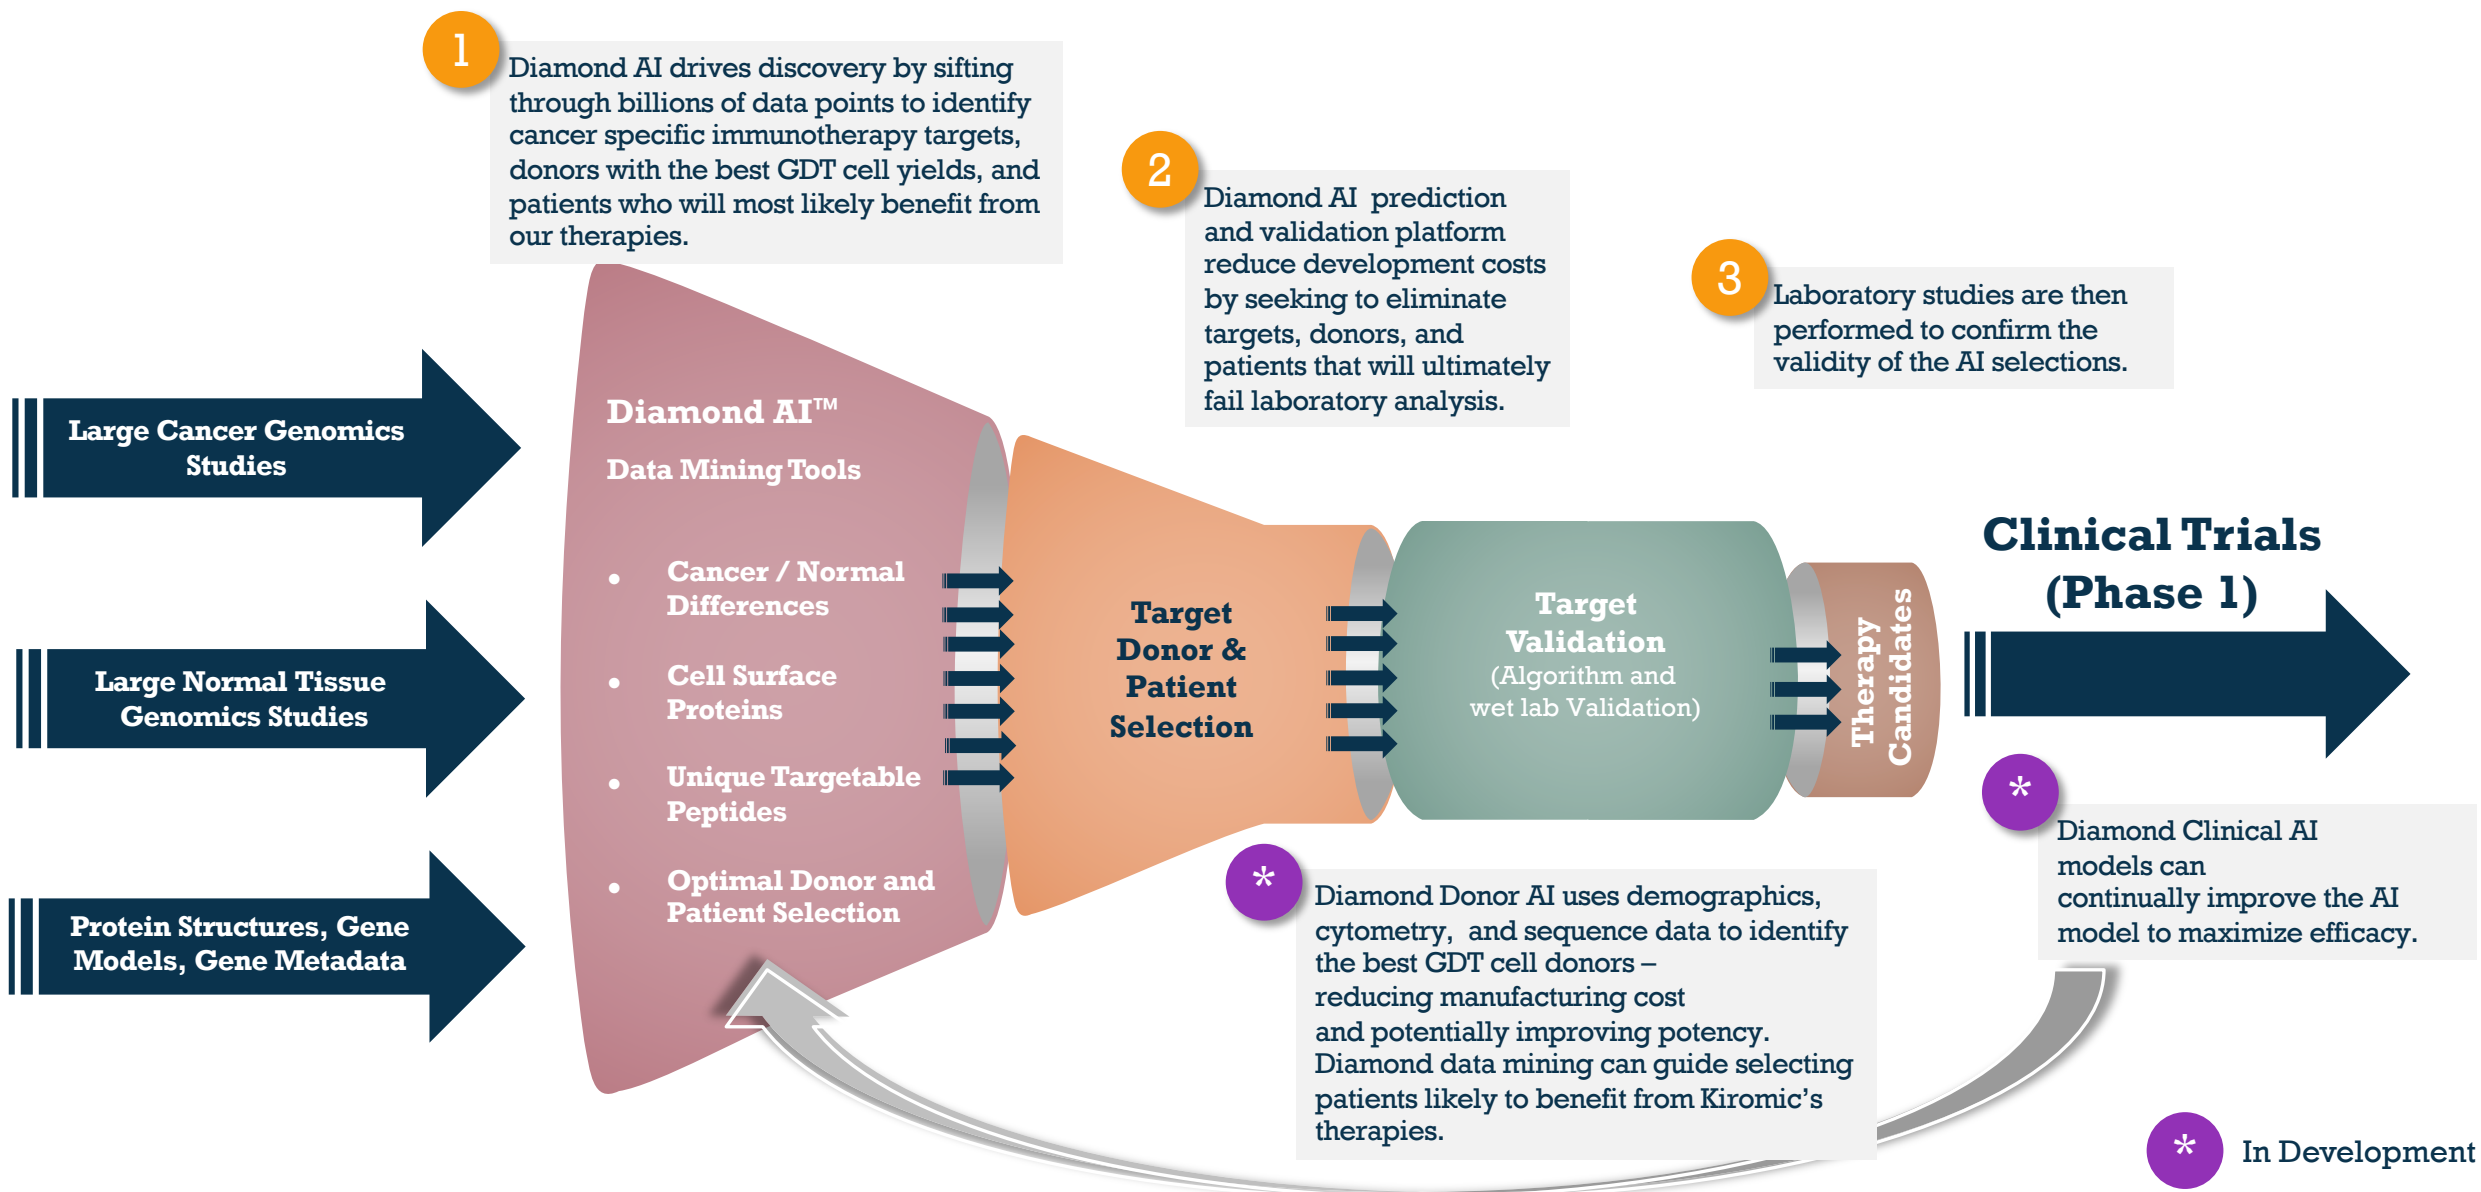 1
Diamond AI drives discovery by sifting
through billions of data points to identify
cancer specific immunotherapy targets,
donors with the best GDT cell yields, and
patients who will most likely benefit from
our therapies.
2
Diamond AI prediction
and validation platform
reduce development costs
by seeking to eliminate
targets, donors, and
patients that will ultimately
fail laboratory analysis.
3
Laboratory studies are then
performed to confirm the
validity of the AI selections.
Large Cancer Genomics
Studies
Large Normal Tissue
Genomics Studies
Protein Structures, Gene
Models, Gene Metadata
Diamond AI™
Data Mining Tools
• Cancer / Normal
Differences
• Cell Surface
Proteins
• Unique Targetable
Peptides
• Optimal Donor and
Patient Selection
Target
Donor &
Patient
Selection
Target
Validation
(Algorithm and
wet lab Validation)
Therapy
Candidates
Clinical Trials
(Phase 1)
*
Diamond Donor AI uses demographics,
cytometry, and sequence data to identify
the best GDT cell donors –
reducing manufacturing cost
and potentially improving potency.
Diamond data mining can guide selecting
patients likely to benefit from Kiromic's
therapies.
*
Diamond Clinical AI
models can
continually improve the AI
model to maximize efficacy.
* In Development